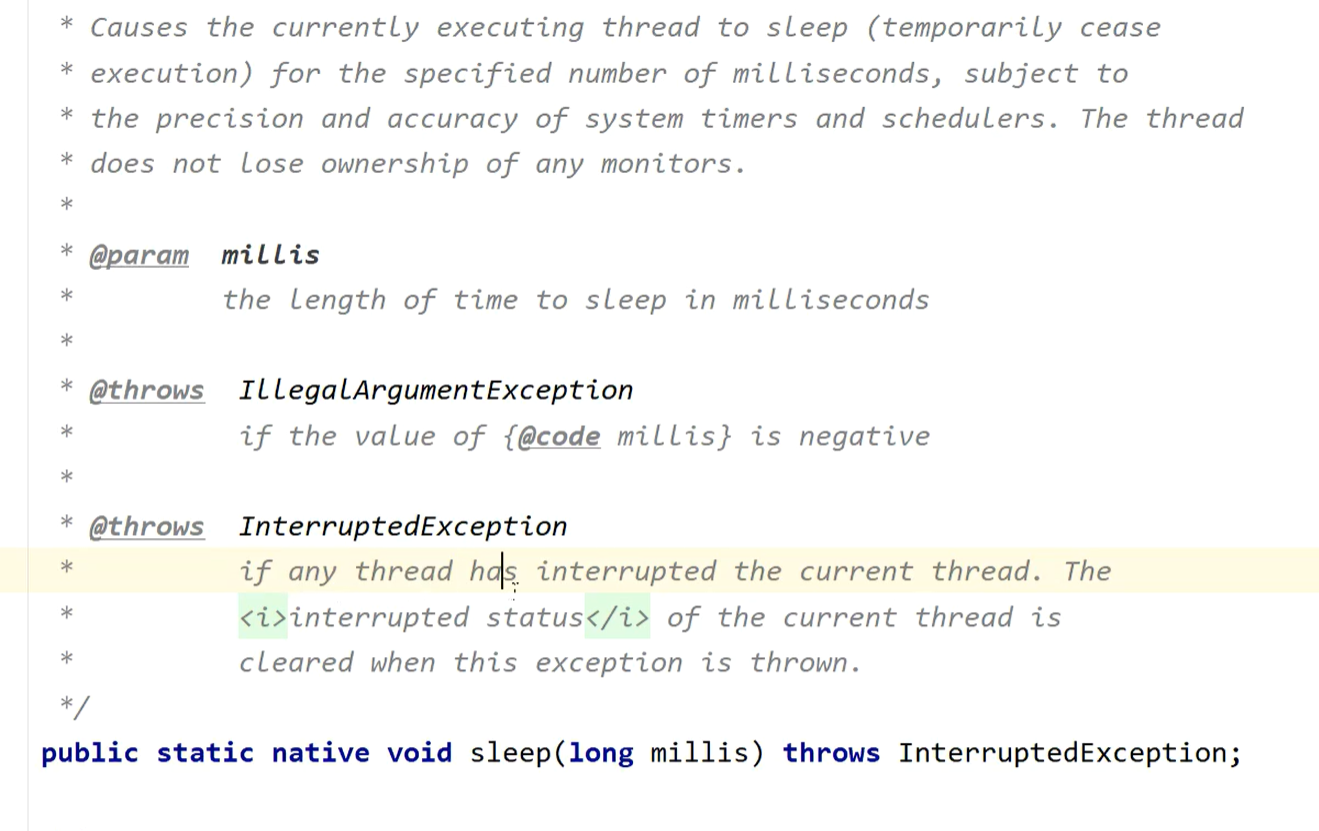 * Causes the currently executing thread to sleep (temporarily cease
* execution) for the specified number of milliseconds, subject to
* the precision and accuracy of system timers and schedulers. The thread
* does not lose ownership of any monitors.
*
* @param  millis
*         the length of time to sleep in milliseconds
*
* @throws  IllegalArgumentException
*          if the value of {@code millis} is negative
*
* @throws  InterruptedException
*          if any thread has interrupted the current thread. The
*          <i>interrupted status</i> of the current thread is
*          cleared when this exception is thrown.
*/
public static native void sleep(long millis) throws InterruptedException;